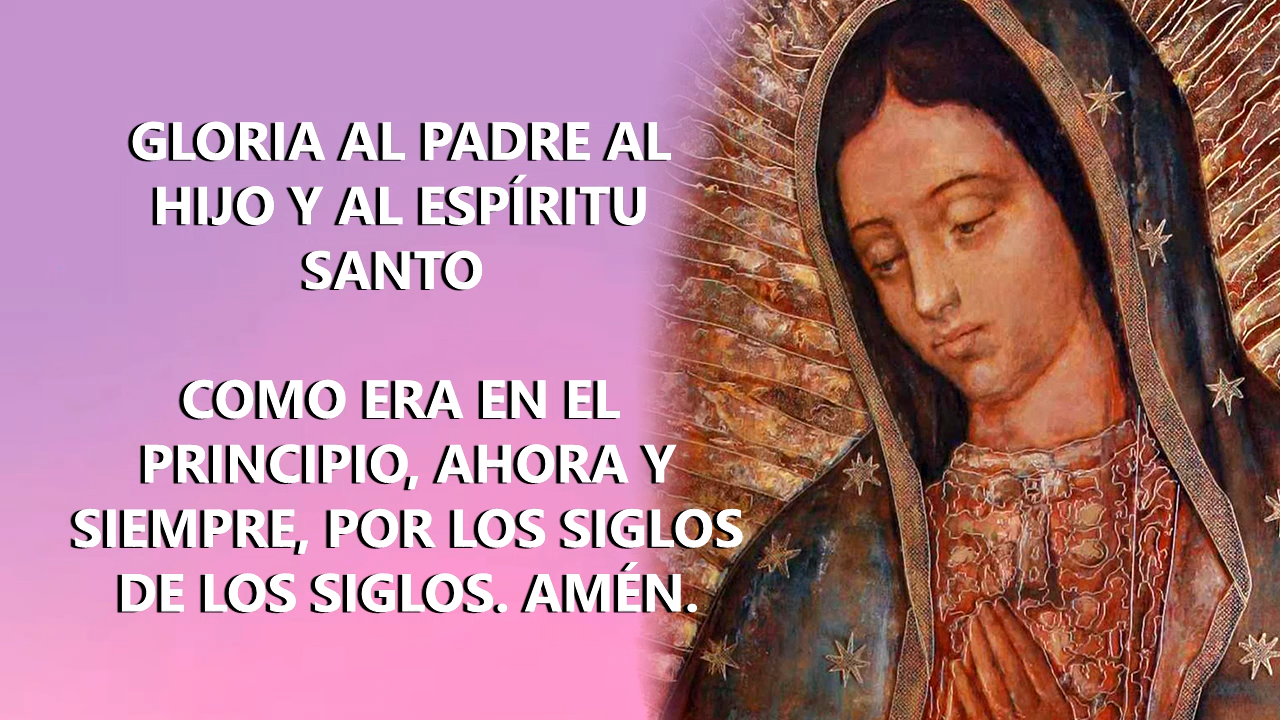 GLORIA AL PADRE AL
HIJO Y AL ESPÍRITU
SANTO
COMO ERA EN EL
PRINCIPIO, AHORA Y
SIEMPRE, POR LOS SIGLOS
DE LOS SIGLOS. AMÉN.